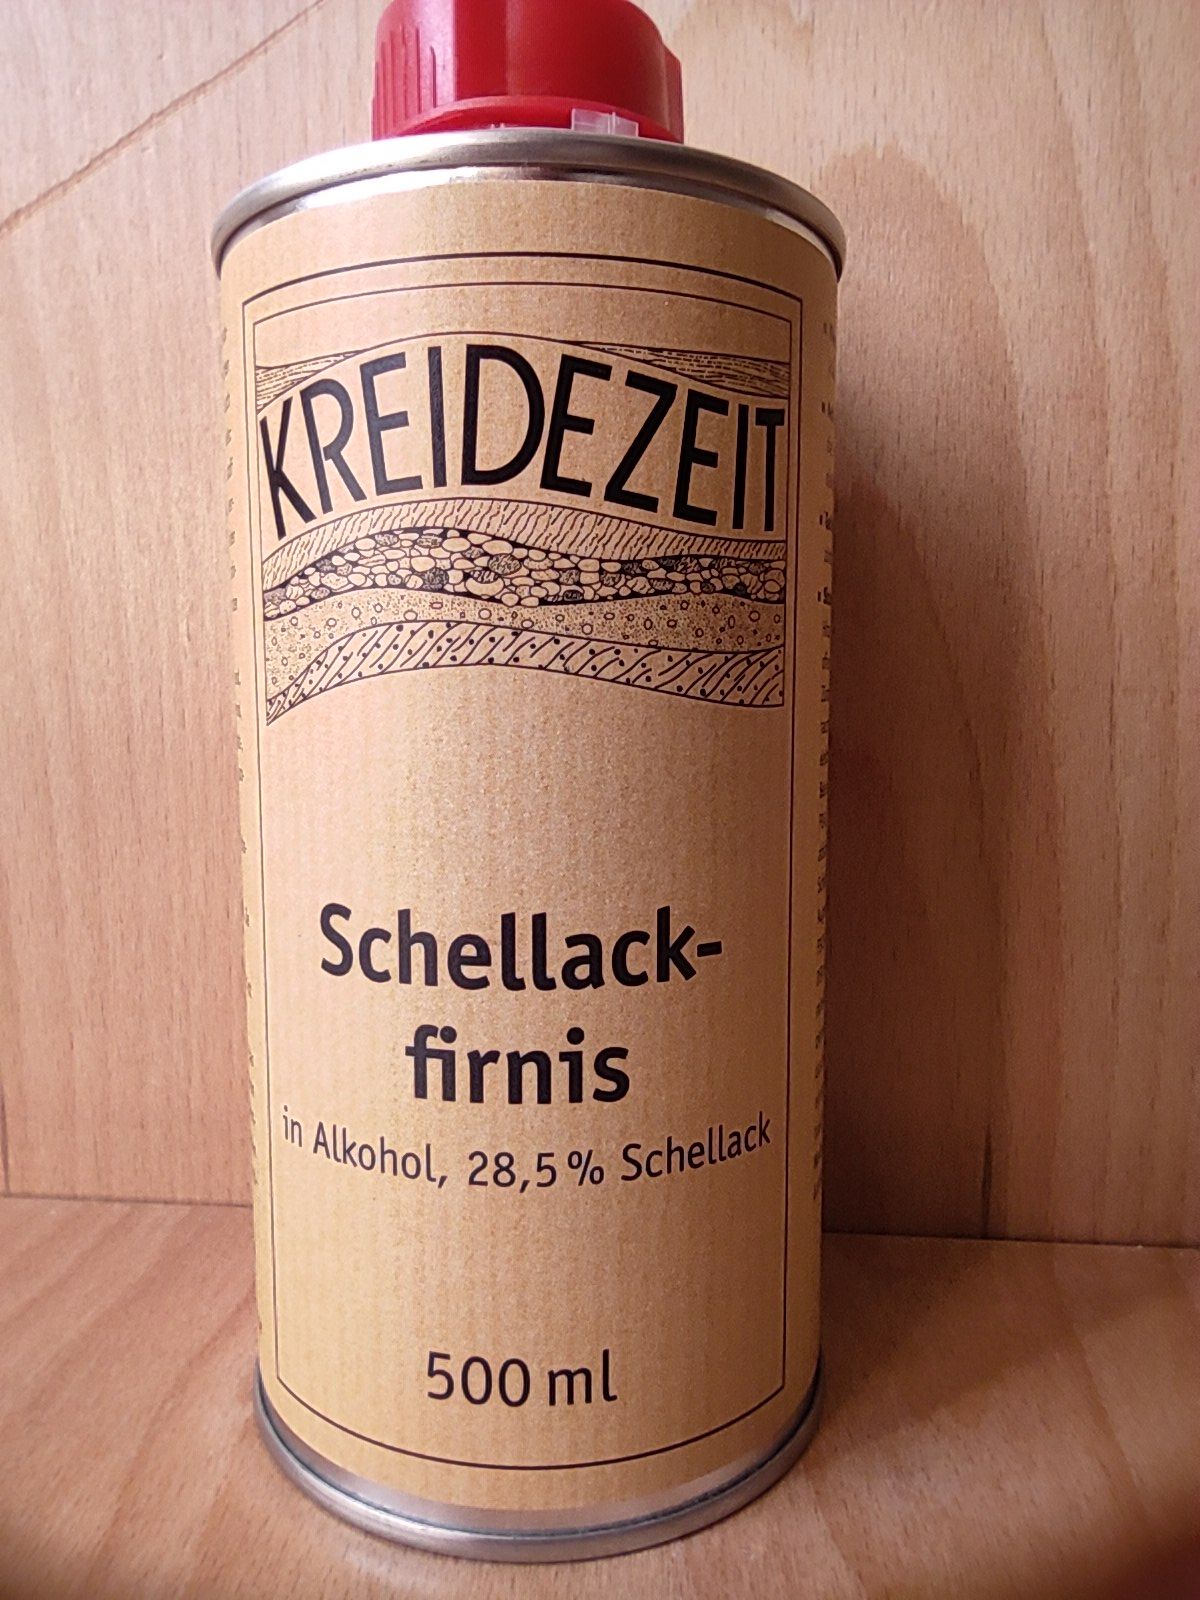 KREIDEZEIT
Schellack-
firnis
in Alkohol, 28,5% Schellack
500 ml